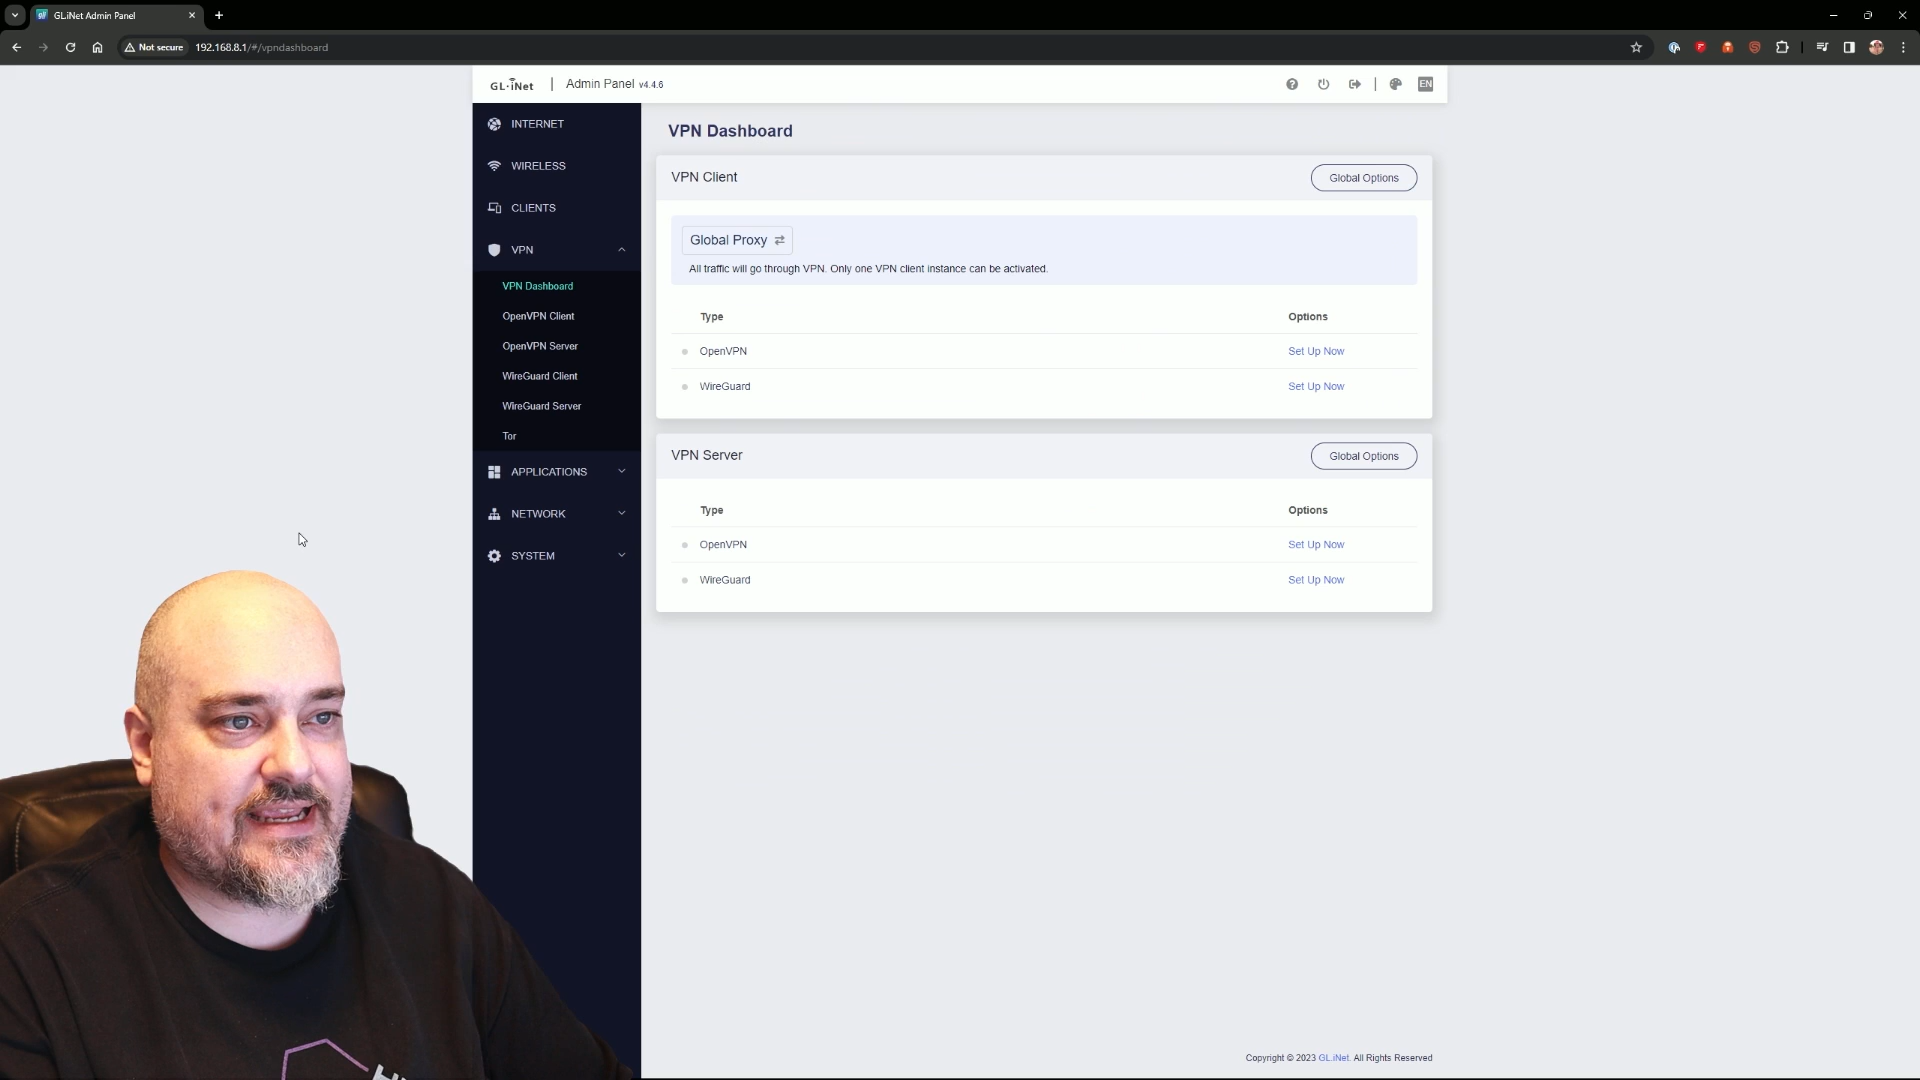 GL.iNet Admin Panel
Not secure
192.168.8.1/#/vpndashboard
GL·iNet | Admin Panel v4.4.6
EN
INTERNET
WIRELESS
CLIENTS
VPN
VPN Dashboard
OpenVPN Client
OpenVPN Server
WireGuard Client
WireGuard Server
Tor
APPLICATIONS
NETWORK
SYSTEM
VPN Dashboard
VPN Client
Global Options
Global Proxy
All traffic will go through VPN. Only one VPN client instance can be activated.
Type Options
OpenVPN Set Up Now
WireGuard Set Up Now
VPN Server
Global Options
Type Options
OpenVPN Set Up Now
WireGuard Set Up Now
Copyright © 2023 GL.iNet. All Rights Reserved